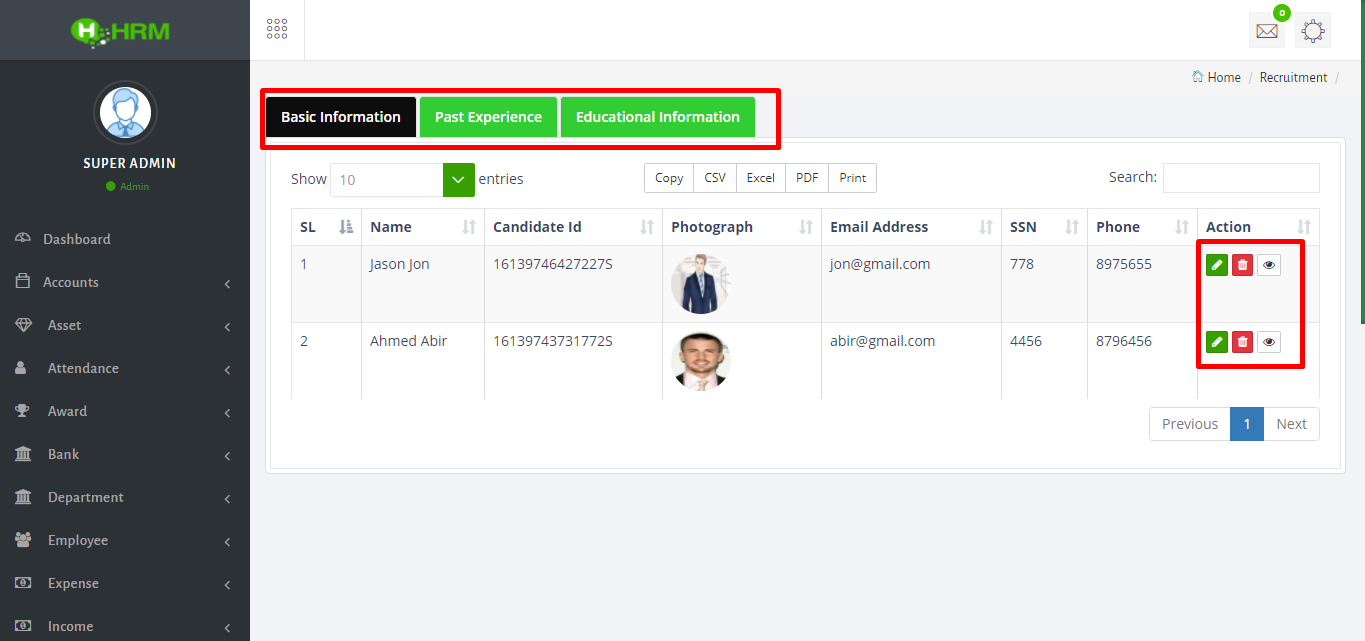 HRM
0
Home / Recruitment /
SUPER ADMIN
Admin
Dashboard
Accounts
Asset
Attendance
Award
Bank
Department
Employee
Expense
Income
Basic Information Past Experience Educational Information
Show 10 entries Copy CSV Excel PDF Print Search:
SL Name Candidate Id Photograph Email Address SSN Phone Action
1 Jason Jon 16139746427227S jon@gmail.com 778 8975655
2 Ahmed Abir 16139743731772S abir@gmail.com 4456 8796456
Previous 1 Next